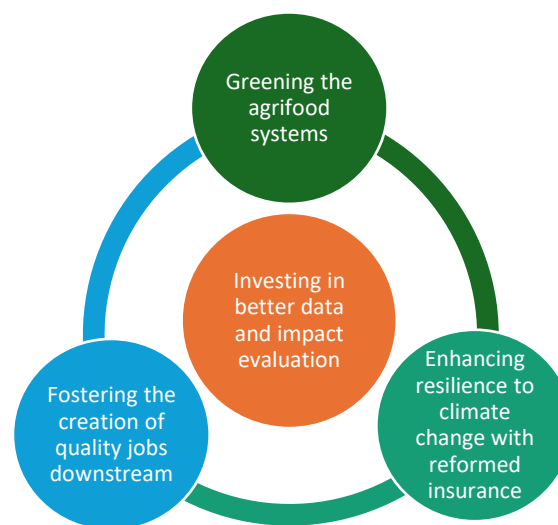 Greening the
agrifood
systems
Investing in
better data
and impact
evaluation
Enhancing
resilience to
climate
change with
reformed
insurance
Fostering the
creation of
quality jobs
downstream